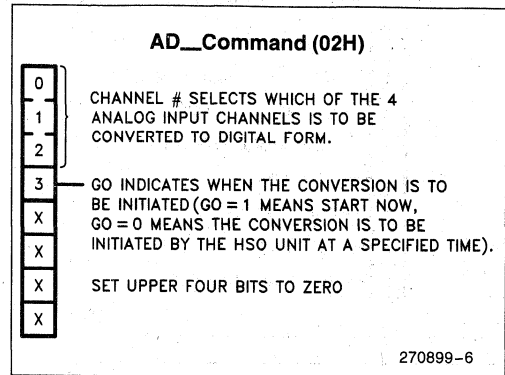 AD__Command (02H)
0
1
2
CHANNEL # SELECTS WHICH OF THE 4
ANALOG INPUT CHANNELS IS TO BE
CONVERTED TO DIGITAL FORM.
3
GO INDICATES WHEN THE CONVERSION IS TO
BE INITIATED (GO = 1 MEANS START NOW,
GO = 0 MEANS THE CONVERSION IS TO BE
INITIATED BY THE HSO UNIT AT A SPECIFIED TIME).
X
X
X
SET UPPER FOUR BITS TO ZERO
X
270899-6